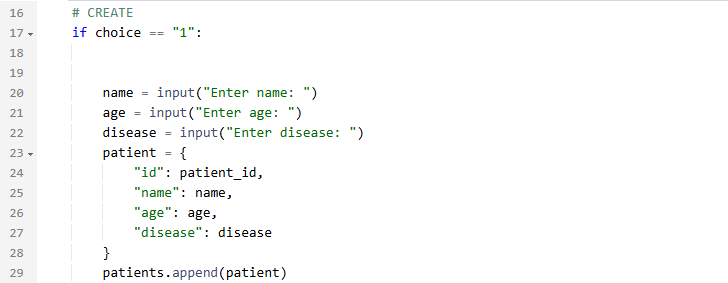 16 # CREATE
17 if choice == "1":
18
19
20 name = input("Enter name: ")
21 age = input("Enter age: ")
22 disease = input("Enter disease: ")
23 patient = {
24 "id": patient_id,
25 "name": name,
26 "age": age,
27 "disease": disease
28 }
29 patients.append(patient)